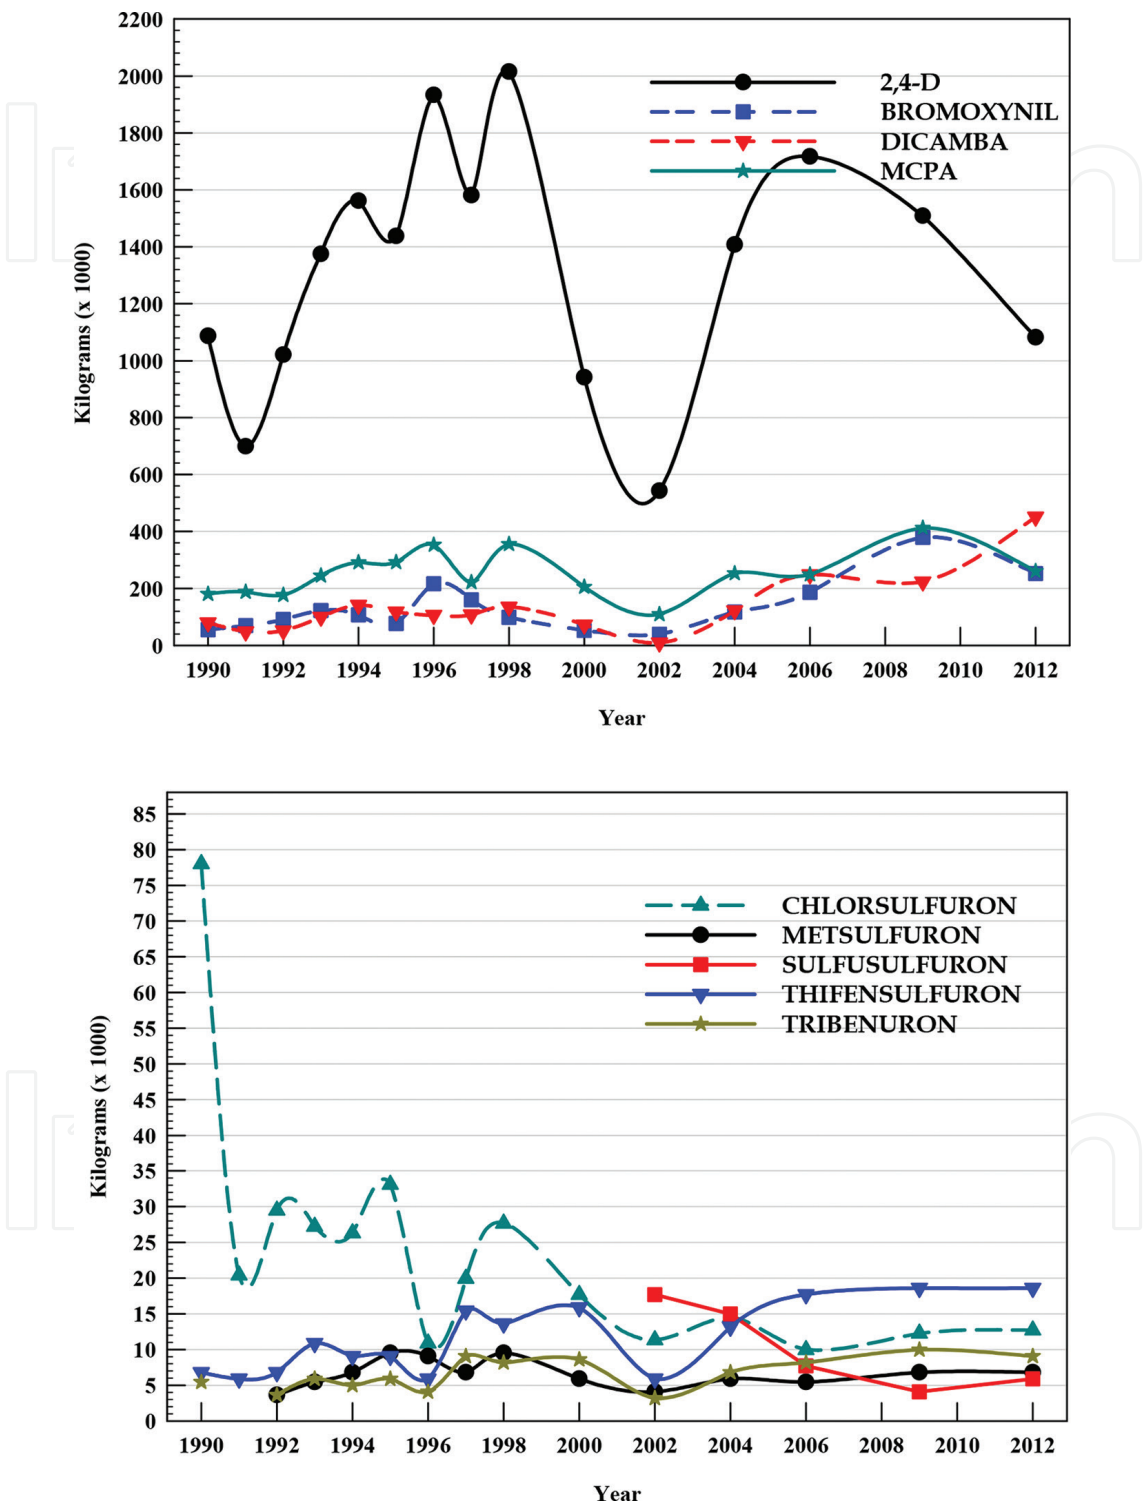 2200
2000
1800
1600
1400
1200
1000
800
600
400
200
0
Kilograms (x 1000)
2,4-D
BROMOXYNIL
DICAMBA
MCPA
1990 1992 1994 1996 1998 2000 2002 2004 2006 2008 2010 2012
Year
85
80
75
70
65
60
55
50
45
40
35
30
25
20
15
10
5
0
Kilograms (x 1000)
CHLORSULFURON
METSULFURON
SULFUSULFURON
THIFENSULFURON
TRIBENURON
1990 1992 1994 1996 1998 2000 2002 2004 2006 2008 2010 2012
Year